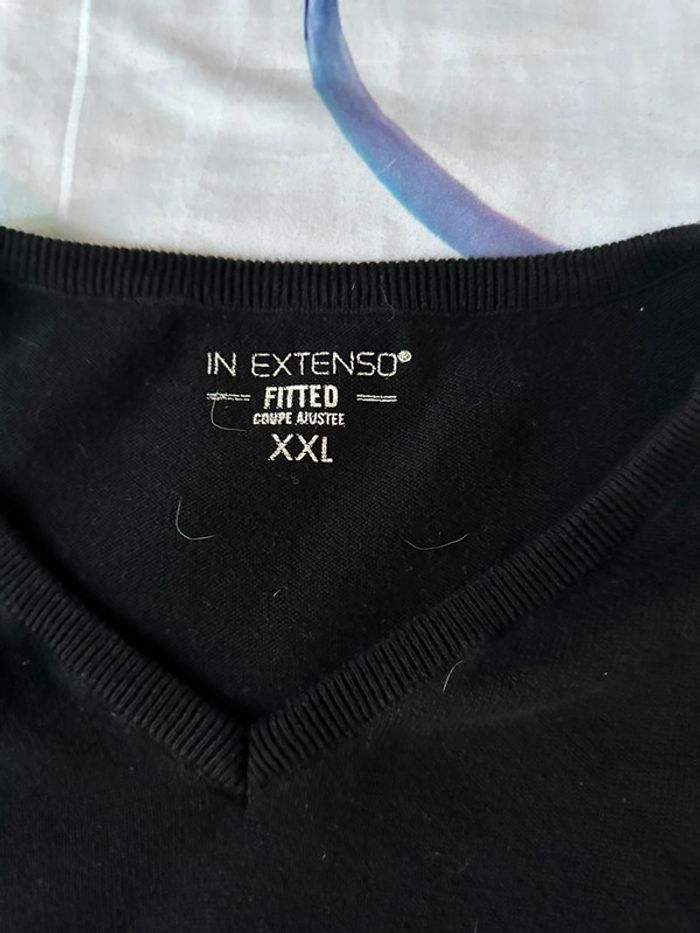 IN EXTENSO®
FITTED
COUPE AJUSTEE
XXL